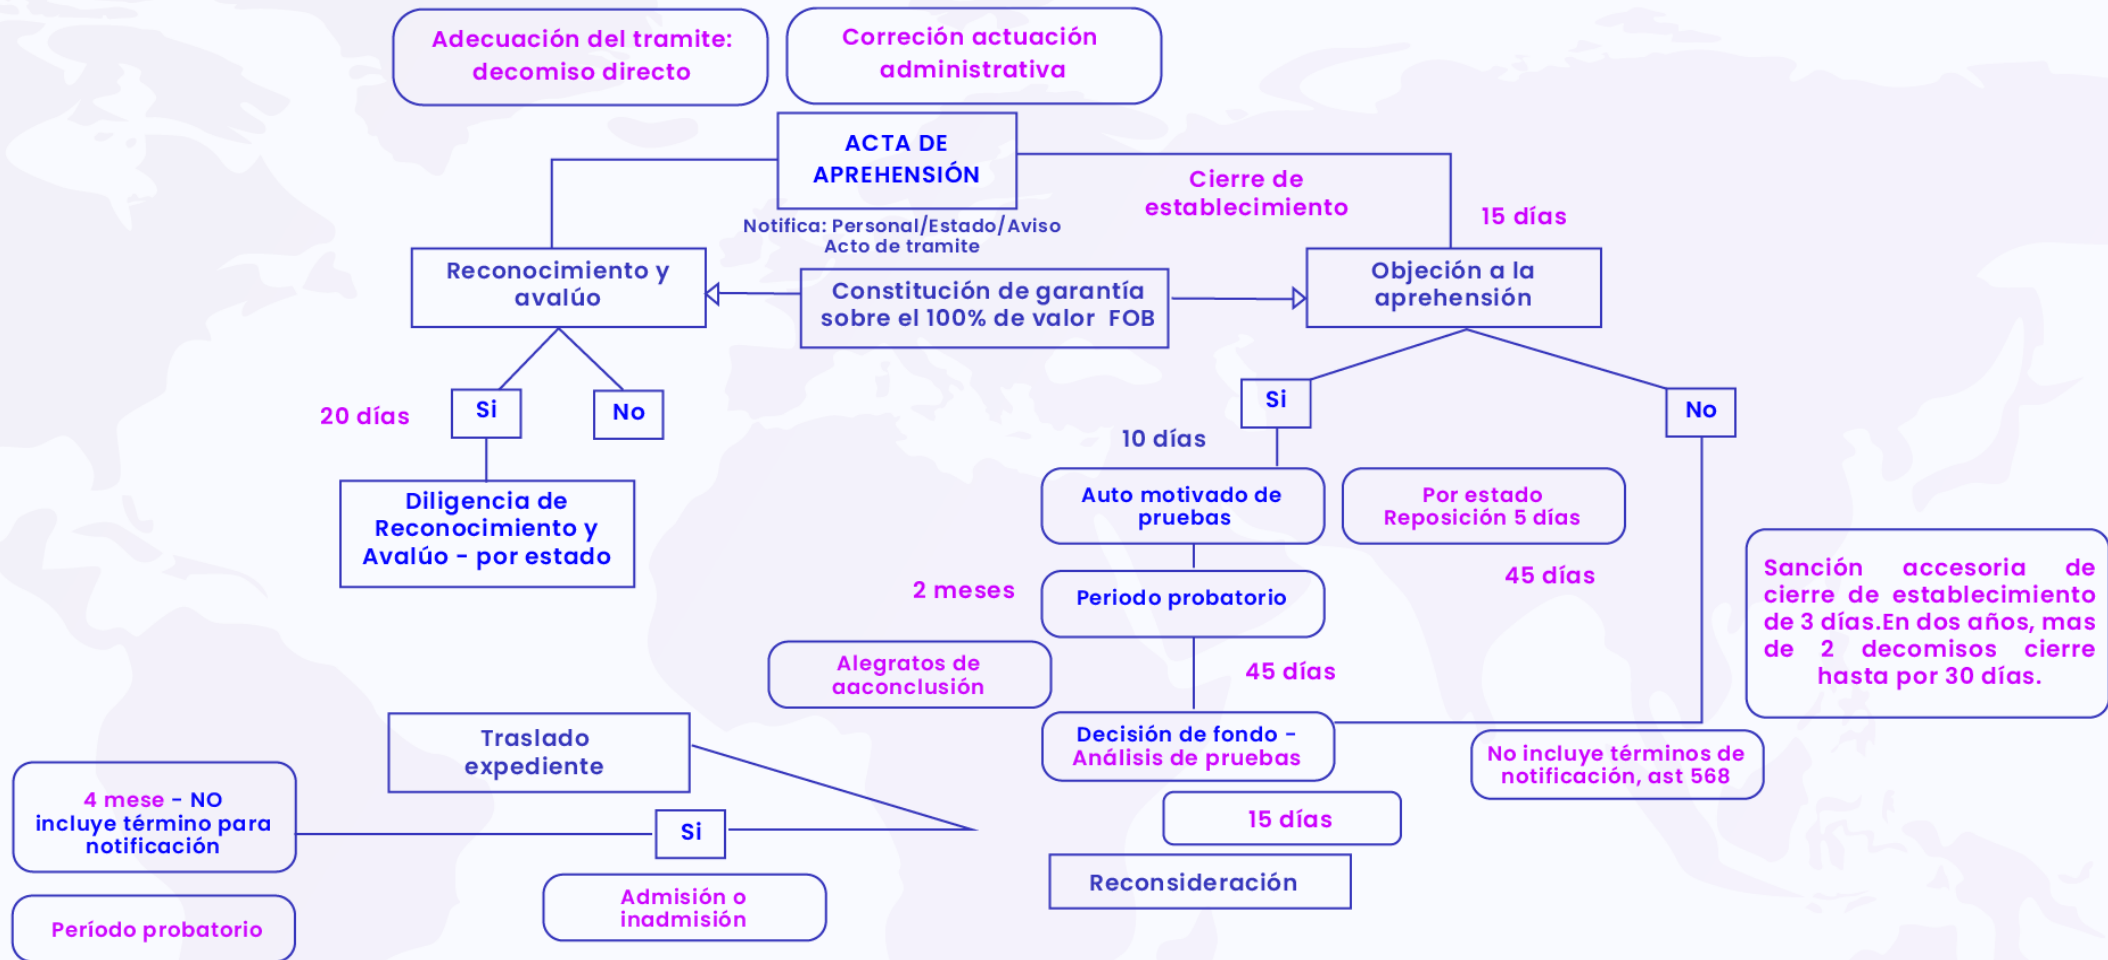 Adecuación del tramite:
decomiso directo
Correción actuación
administrativa
ACTA DE
APREHENSIÓN
Cierre de
establecimiento
15 días
Notifica: Personal/Estado/Aviso
Acto de tramite
Reconocimiento y
avalúo
Constitución de garantía
sobre el 100% de valor FOB
Objeción a la
aprehensión
20 días
Si
No
Si
No
10 días
Diligencia de
Reconocimiento y
Avalúo - por estado
Auto motivado de
pruebas
Por estado
Reposición 5 días
45 días
2 meses
Periodo probatorio
Sanción accesoria de
cierre de establecimiento
de 3 días.En dos años, mas
de 2 decomisos cierre
hasta por 30 días.
Alegratos de
aaconclusión
45 días
Traslado
expediente
Decisión de fondo -
Análisis de pruebas
No incluye términos de
notificación, ast 568
4 mese - NO
incluye término para
notificación
Si
15 días
Reconsideración
Admisión o
inadmisión
Período probatorio